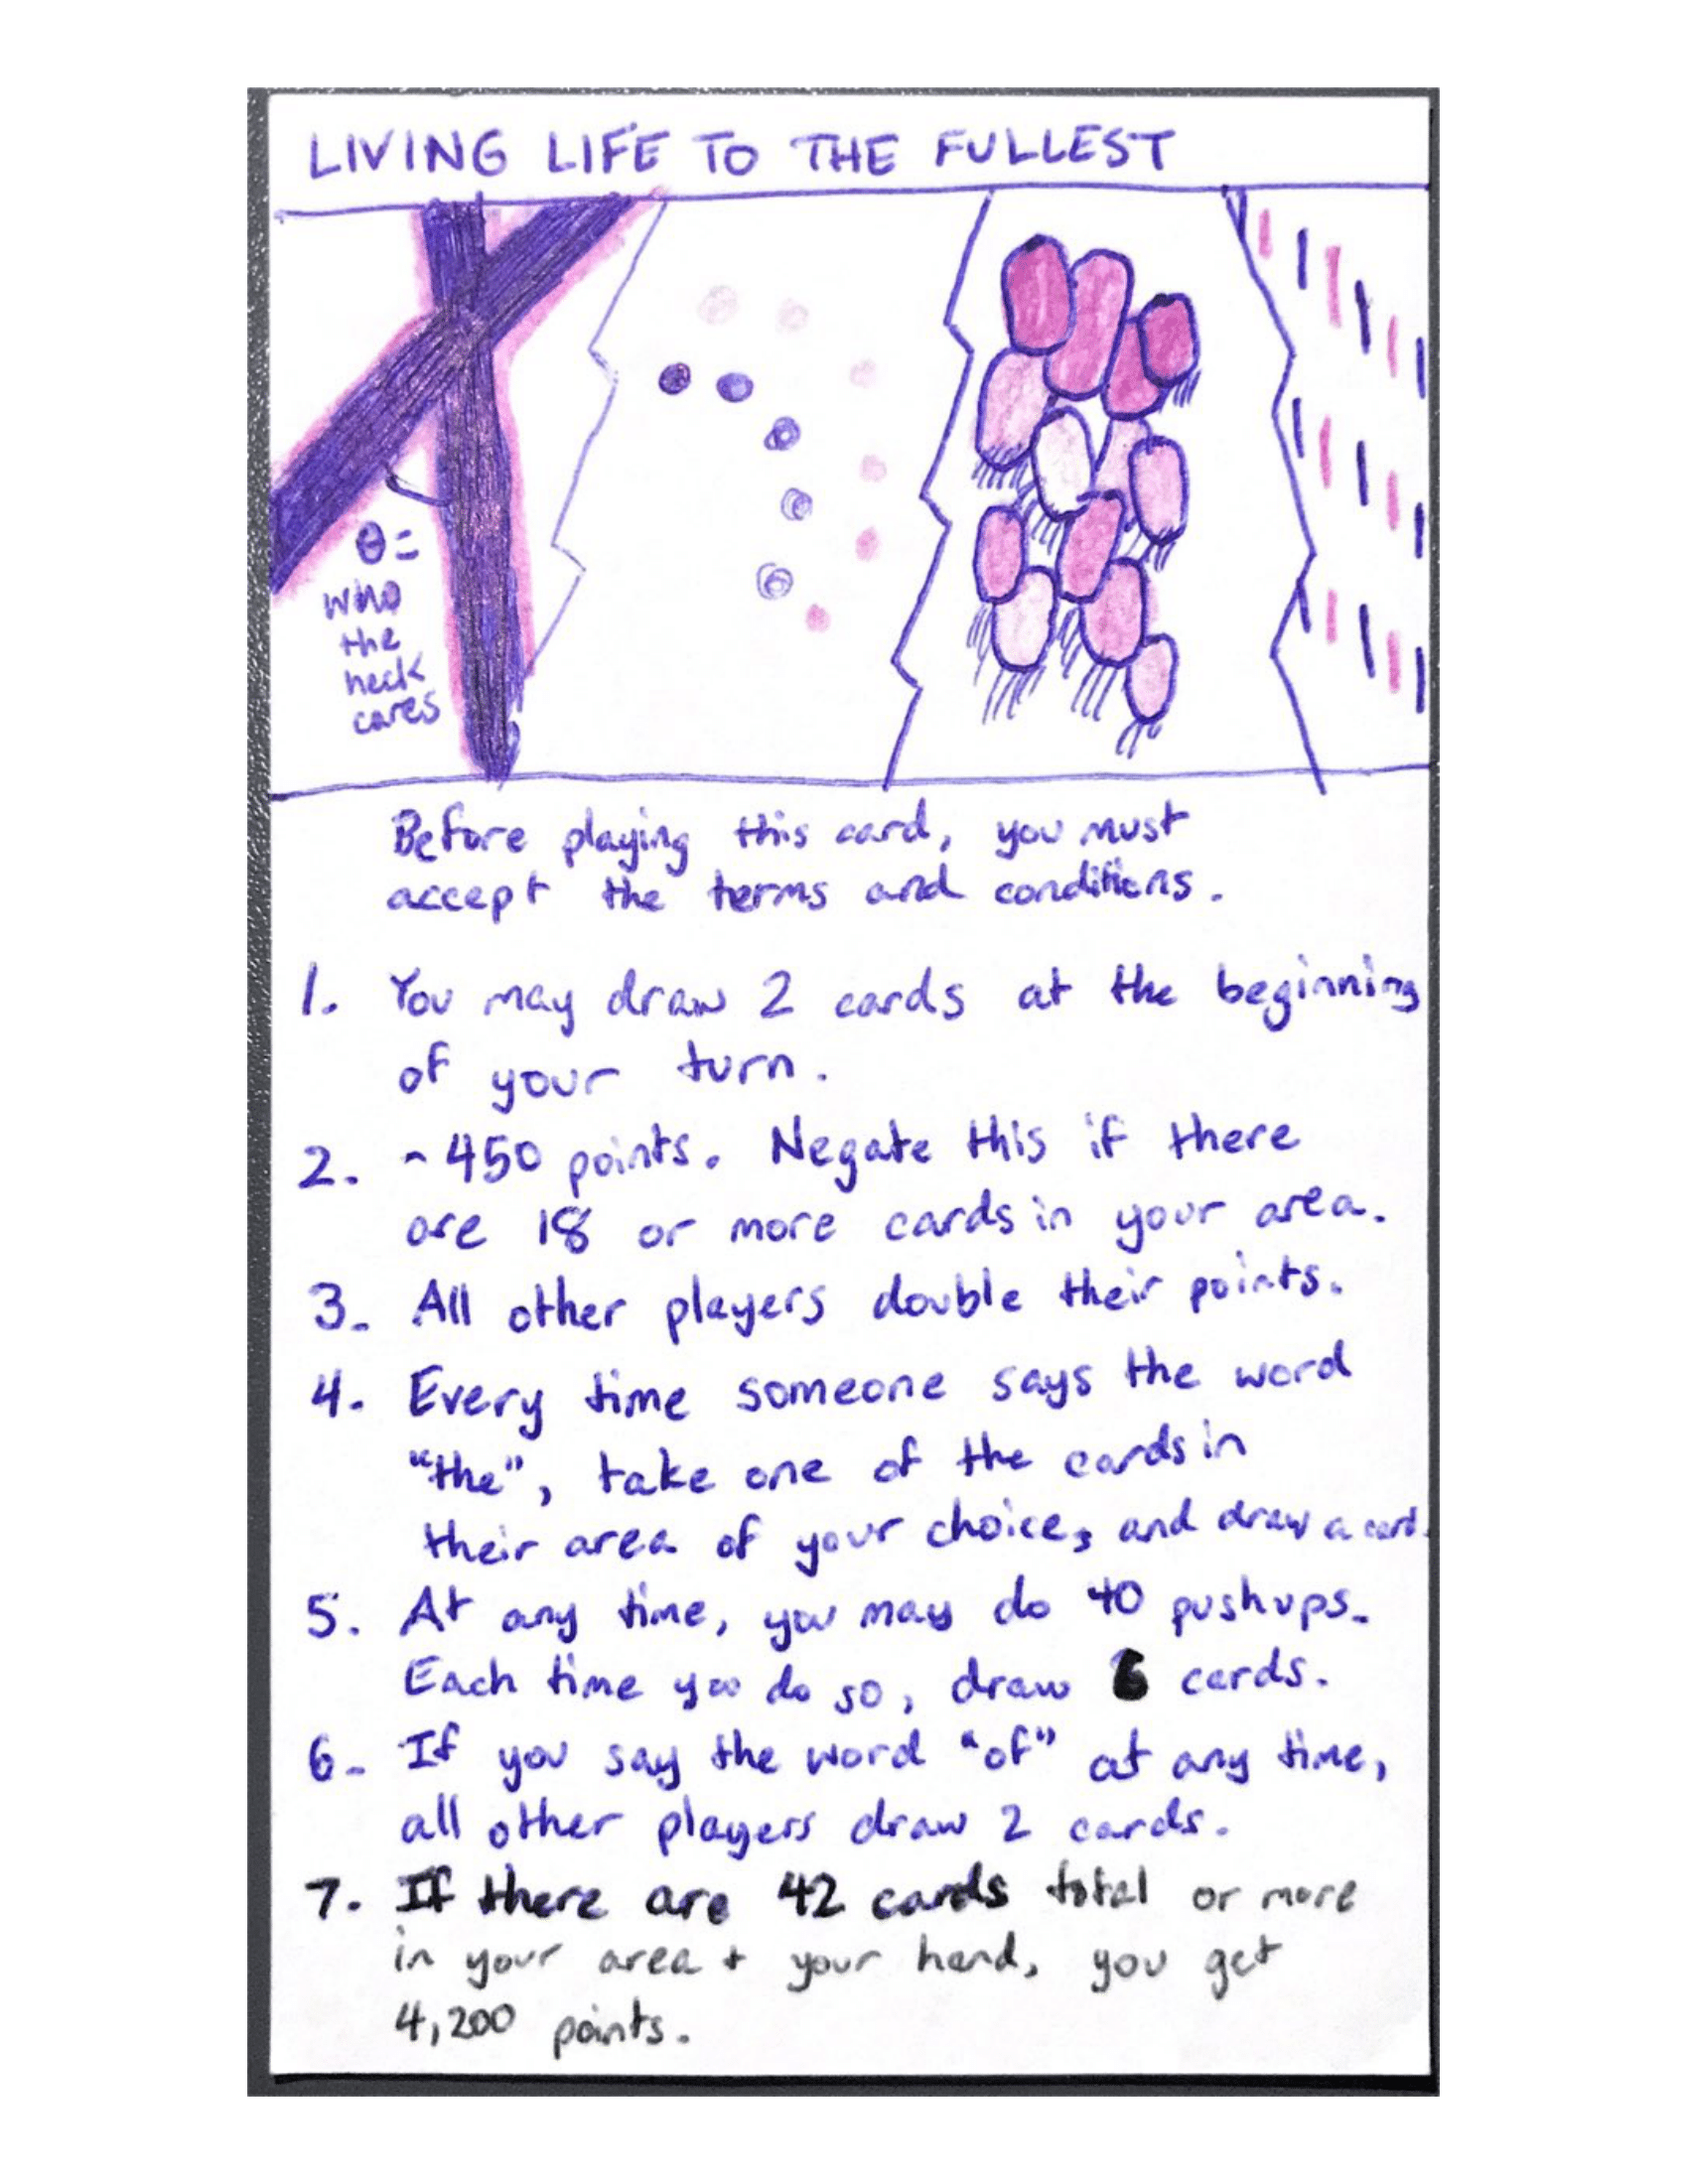 LIVING LIFE TO THE FULLEST
θ =
who
the
heck
cares
Before playing this card, you must
accept the terms and conditions.
1. You may draw 2 cards at the beginning
of your turn.
2. -450 points. Negate this if there
are 18 or more cards in your area.
3. All other players double their points.
4. Every time someone says the word
"the", take one of the cards in
their area of your choice, and draw a card.
5. At any time, you may do 40 pushups.
Each time you do so, draw 6 cards.
6. If you say the word "of" at any time,
all other players draw 2 cards.
7. If there are 42 cards total or more
in your area + your hand, you get
4,200 points.